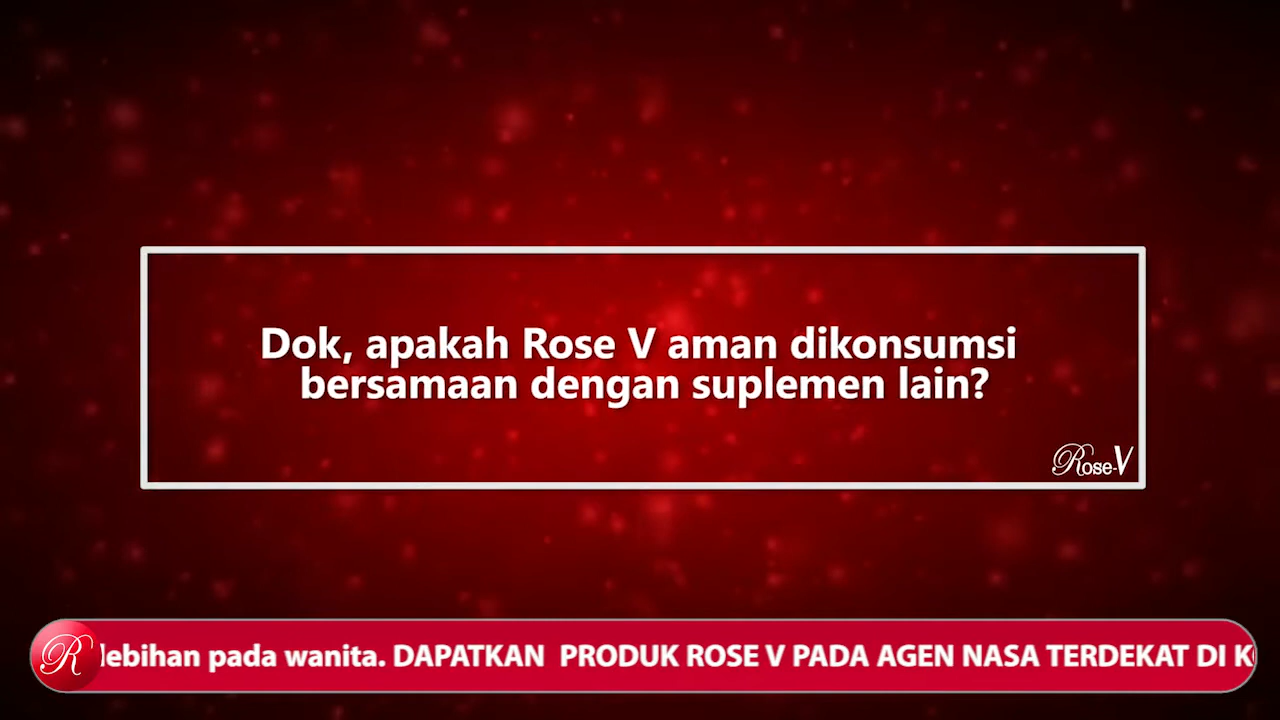 Dok, apakah Rose V aman dikonsumsi
bersamaan dengan suplemen lain?
Rose-V
R
lebihan pada wanita. DAPATKAN PRODUK ROSE V PADA AGEN NASA TERDEKAT DI